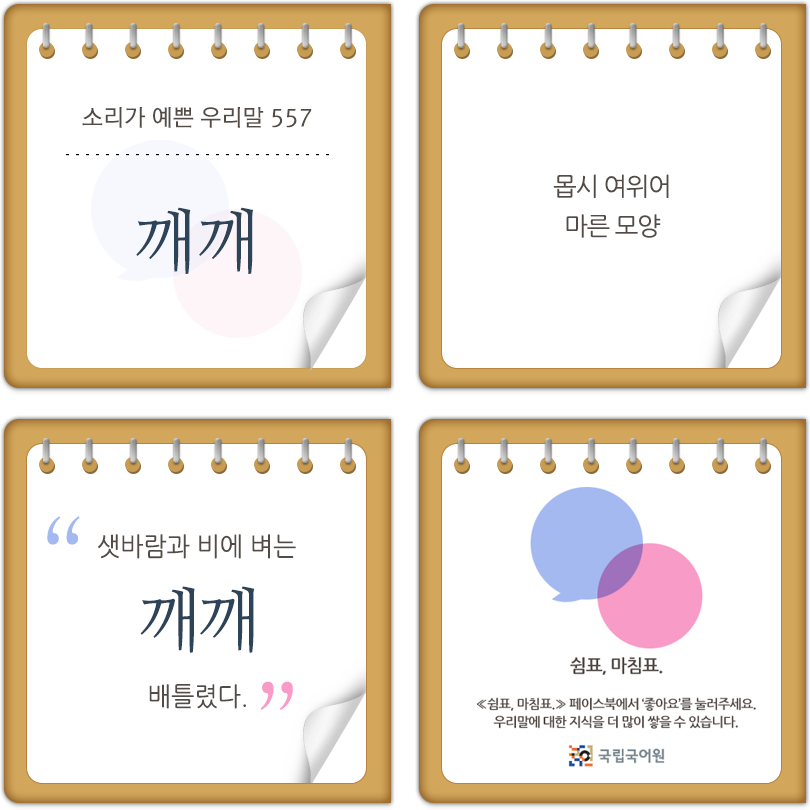 소리가 예쁜 우리말 557
깨깨
몹시 여위어
마른 모양
“ 샛바람과 비에 벼는
깨깨
배틀렸다. ”
쉼표, 마침표.
≪쉼표, 마침표.≫ 페이스북에서 ‘좋아요’를 눌러주세요.
우리말에 대한 지식을 더 많이 쌓을 수 있습니다.
국립국어원